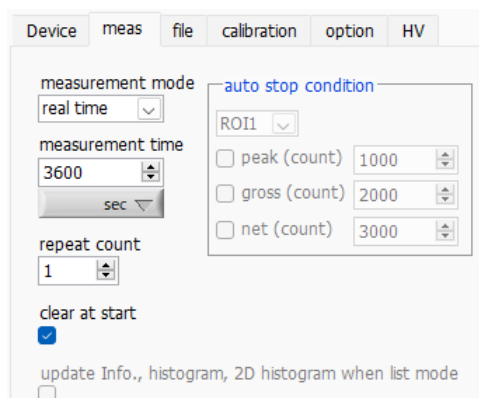 Device meas file calibration option HV
measurement mode
real time
measurement time
3600
sec
repeat count
1
clear at start
auto stop condition
ROI1
peak (count) 1000
gross (count) 2000
net (count) 3000
update Info., histogram, 2D histogram when list mode